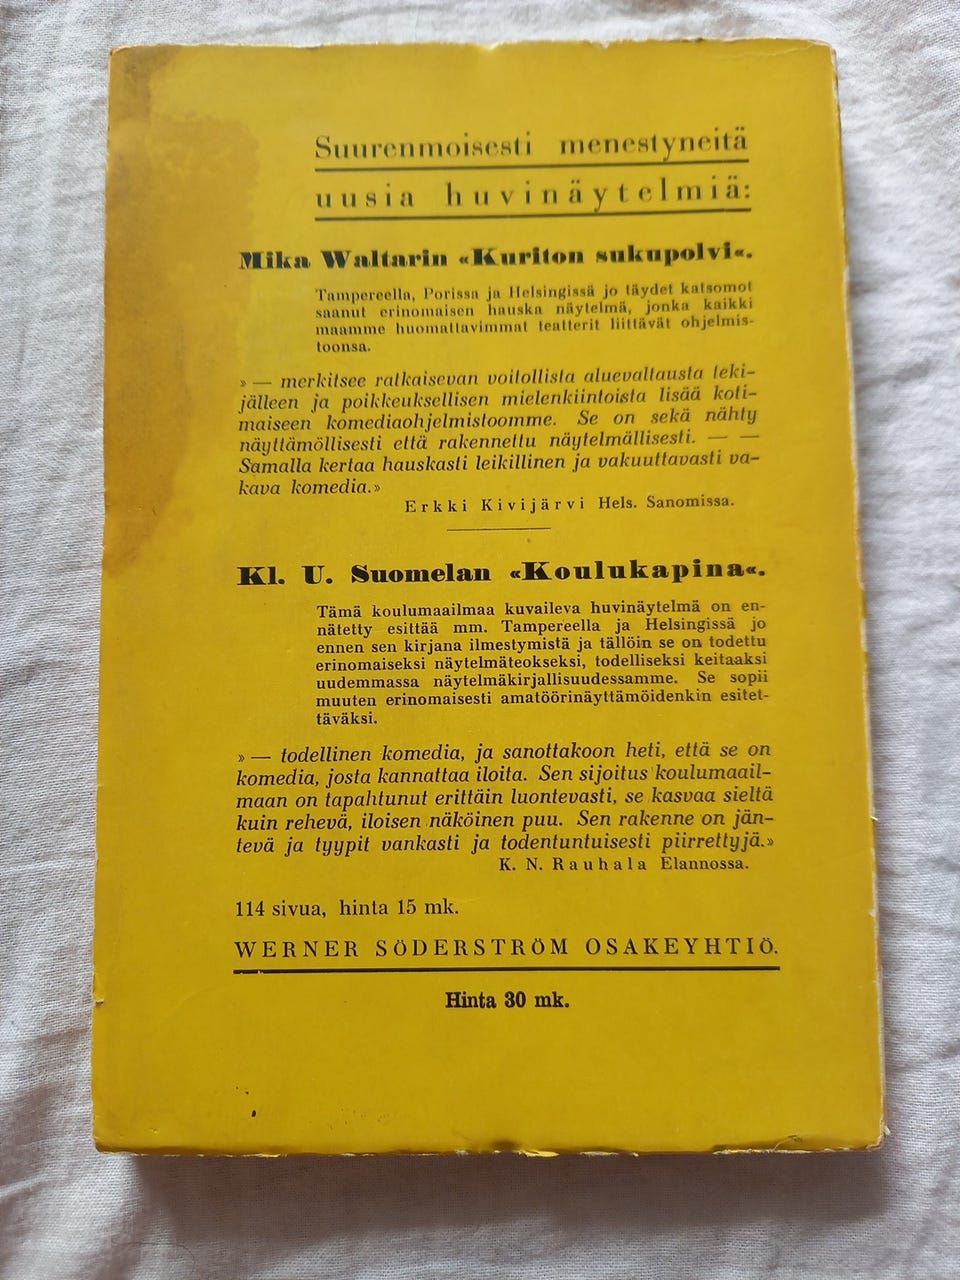 Suurenmoisesti menestyneitä
uusia huvinäytelmiä:
Mika Waltarin «Kuriton sukupolvi«.
Tampereella, Porissa ja Helsingissä jo täydet katsomot
saanut erinomaisen hauska näytelmä, jonka kaikki
maamme huomattavimmat teatterit liittävät ohjelmis-
toonsa.
» — merkitsee ratkaisevan voitollista aluevaltausta teki-
jälleen ja poikkeuksellisen mielenkiintoista lisää koti-
maiseen komediaohjelmistoomme. Se on sekä nähty
näyttämöllisesti että rakennettu näytelmällisesti. — —
Samalla kertaa hauskasti leikillinen ja vakuuttavasti va-
kava komedia.»
Erkki Kivijärvi Hels. Sanomissa.
Kl. U. Suomelan «Koulukapina«.
Tämä koulumaailmaa kuvaileva huvinäytelmä on en-
nätetty esittää mm. Tampereella ja Helsingissä jo
ennen sen kirjana ilmestymistä ja tällöin se on todettu
erinomaiseksi näytelmäteokseksi, todelliseksi keitaaksi
uudemmassa näytelmäkirjallisuudessamme. Se sopii
muuten erinomaisesti amatöörinäyttämöidenkin esitet-
täväksi.
» — todellinen komedia, ja sanottakoon heti, että se on
komedia, josta kannattaa iloita. Sen sijoitus koulumaail-
maan on tapahtunut erittäin luontevasti, se kasvaa sieltä
kuin rehevä, iloisen näköinen puu. Sen rakenne on jän-
tevä ja tyypit vankasti ja todentuntuisesti piirrettyjä.»
K. N. Rauhala Elannossa.
114 sivua, hinta 15 mk.
WERNER SÖDERSTRÖM OSAKEYHTIÖ.
Hinta 30 mk.